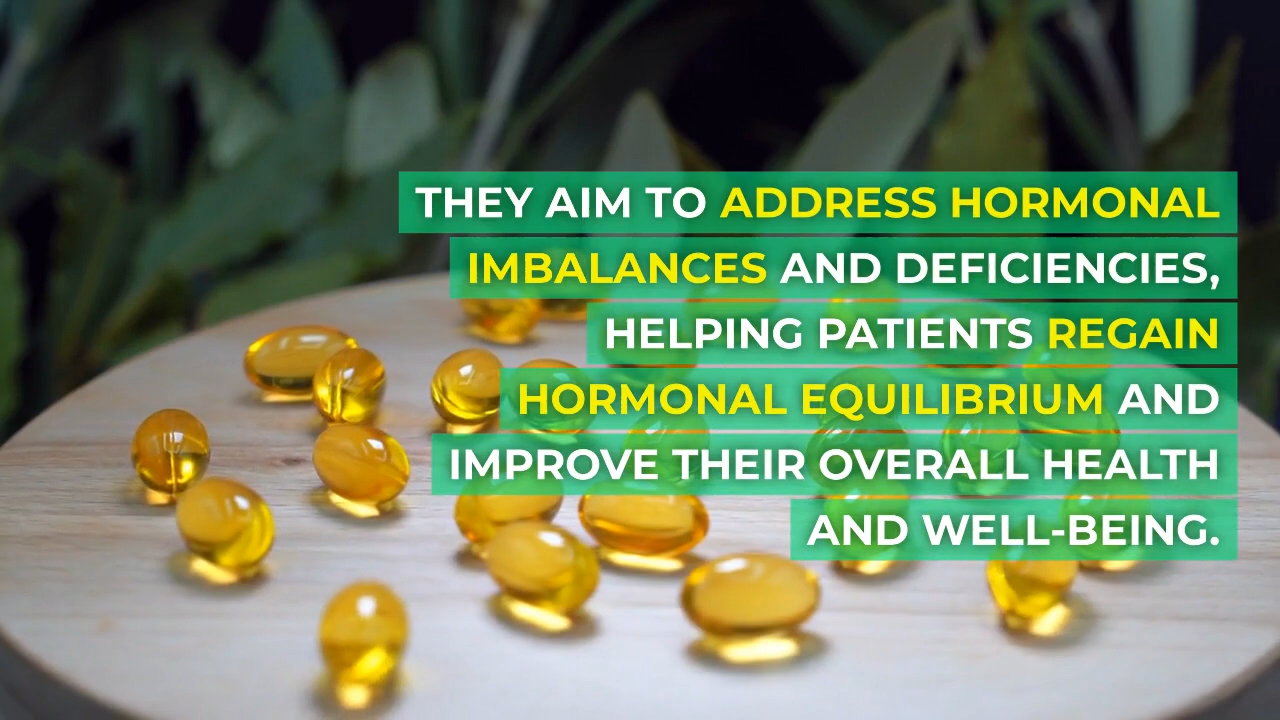 THEY AIM TO ADDRESS HORMONAL
IMBALANCES AND DEFICIENCIES,
HELPING PATIENTS REGAIN
HORMONAL EQUILIBRIUM AND
IMPROVE THEIR OVERALL HEALTH
AND WELL-BEING.